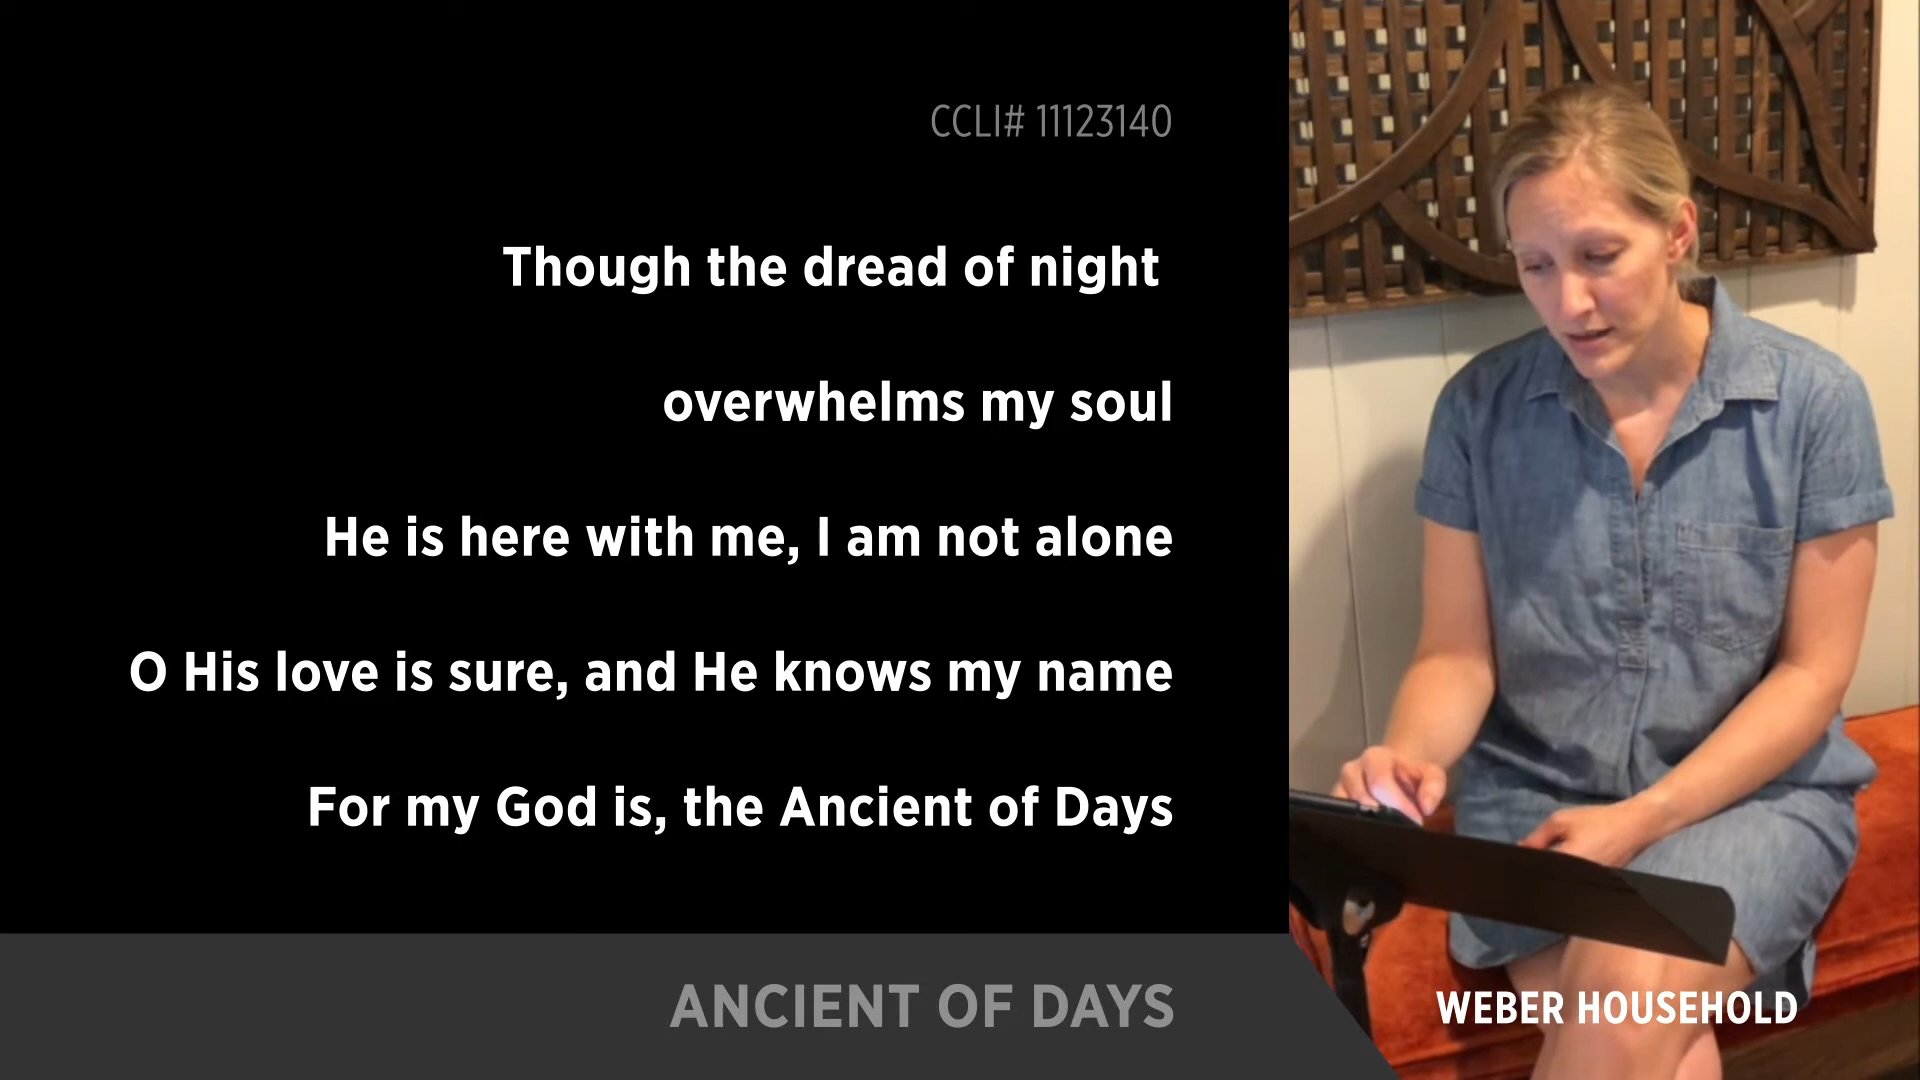 CCLI# 11123140
Though the dread of night
overwhelms my soul
He is here with me, I am not alone
O His love is sure, and He knows my name
For my God is, the Ancient of Days
ANCIENT OF DAYS
WEBER HOUSEHOLD